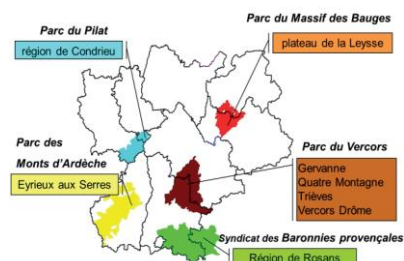 Parc du Pilat
région de Condrieu
Parc du Massif des Bauges
plateau de la Leysse
Parc des
Monts d'Ardèche
Eyrieux aux Serres
Parc du Vercors
Gervanne
Quatre Montagne
Trièves
Vercors Drôme
Syndicat des Baronnies provençales
Région de Rosans